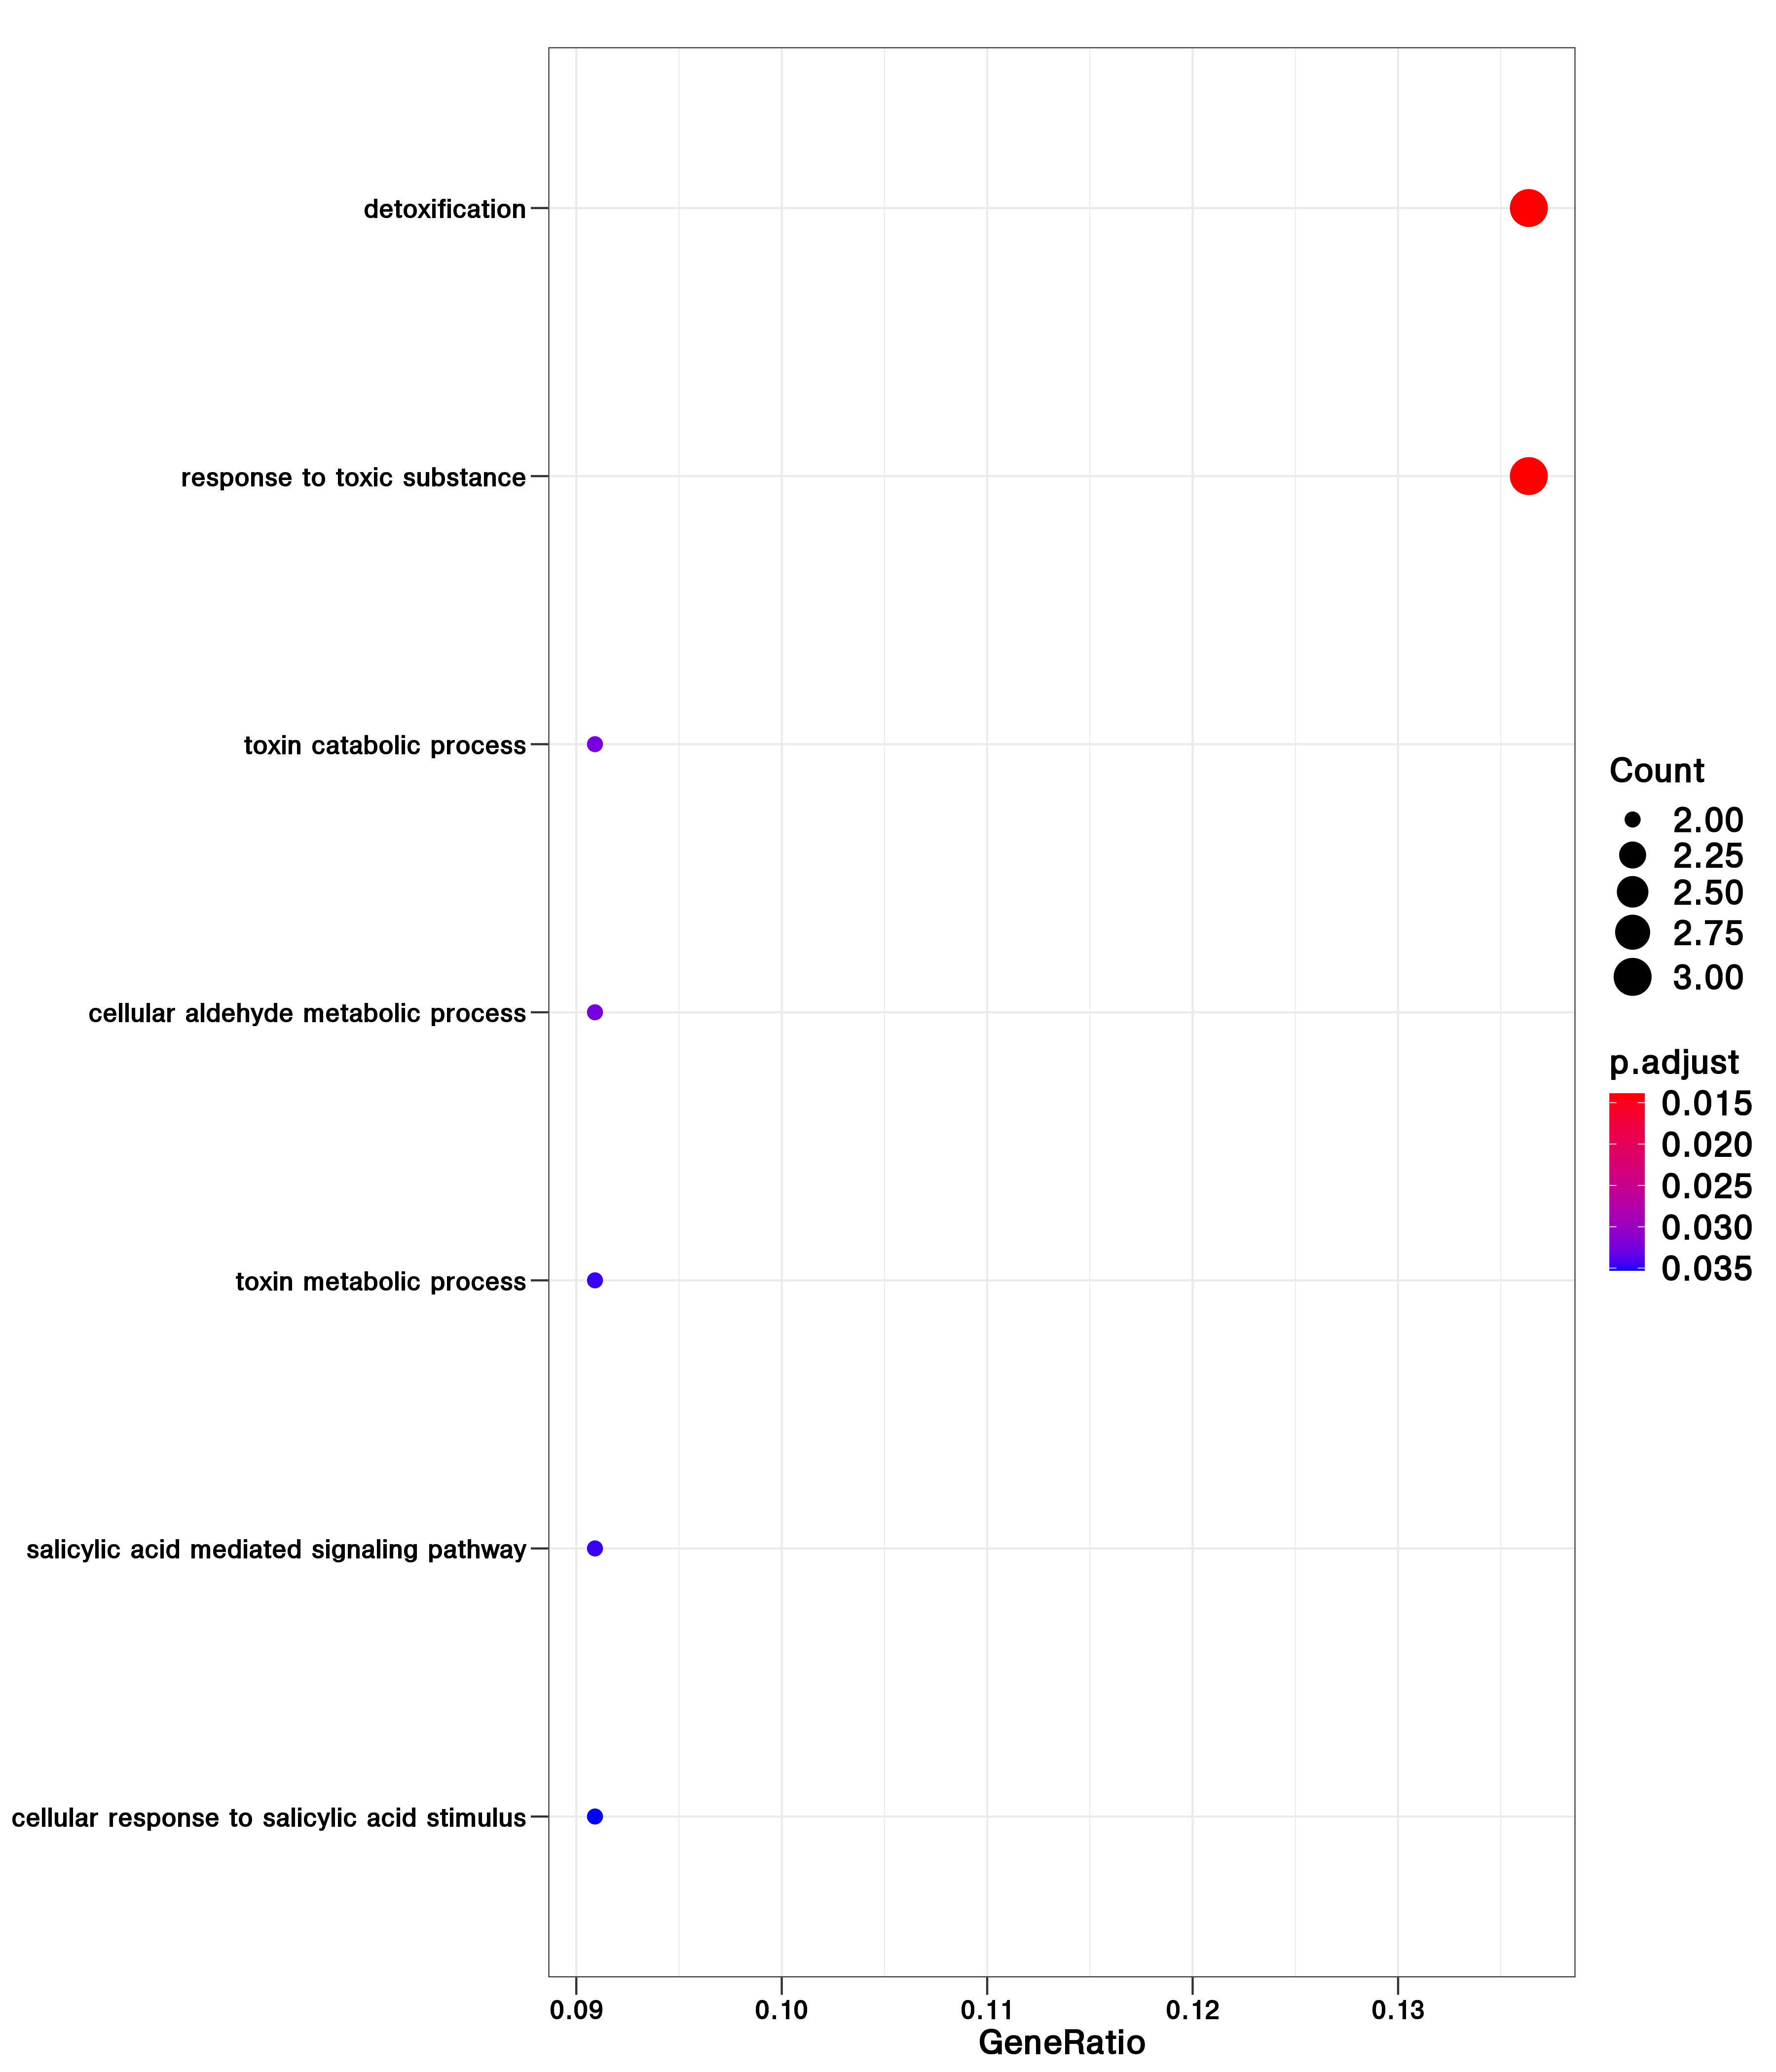 detoxification
response to toxic substance
toxin catabolic process
cellular aldehyde metabolic process
toxin metabolic process
salicylic acid mediated signaling pathway
cellular response to salicylic acid stimulus
0.09
0.10
0.11
0.12
0.13
GeneRatio
Count
2.00
2.25
2.50
2.75
3.00
p.adjust
0.015
0.020
0.025
0.030
0.035